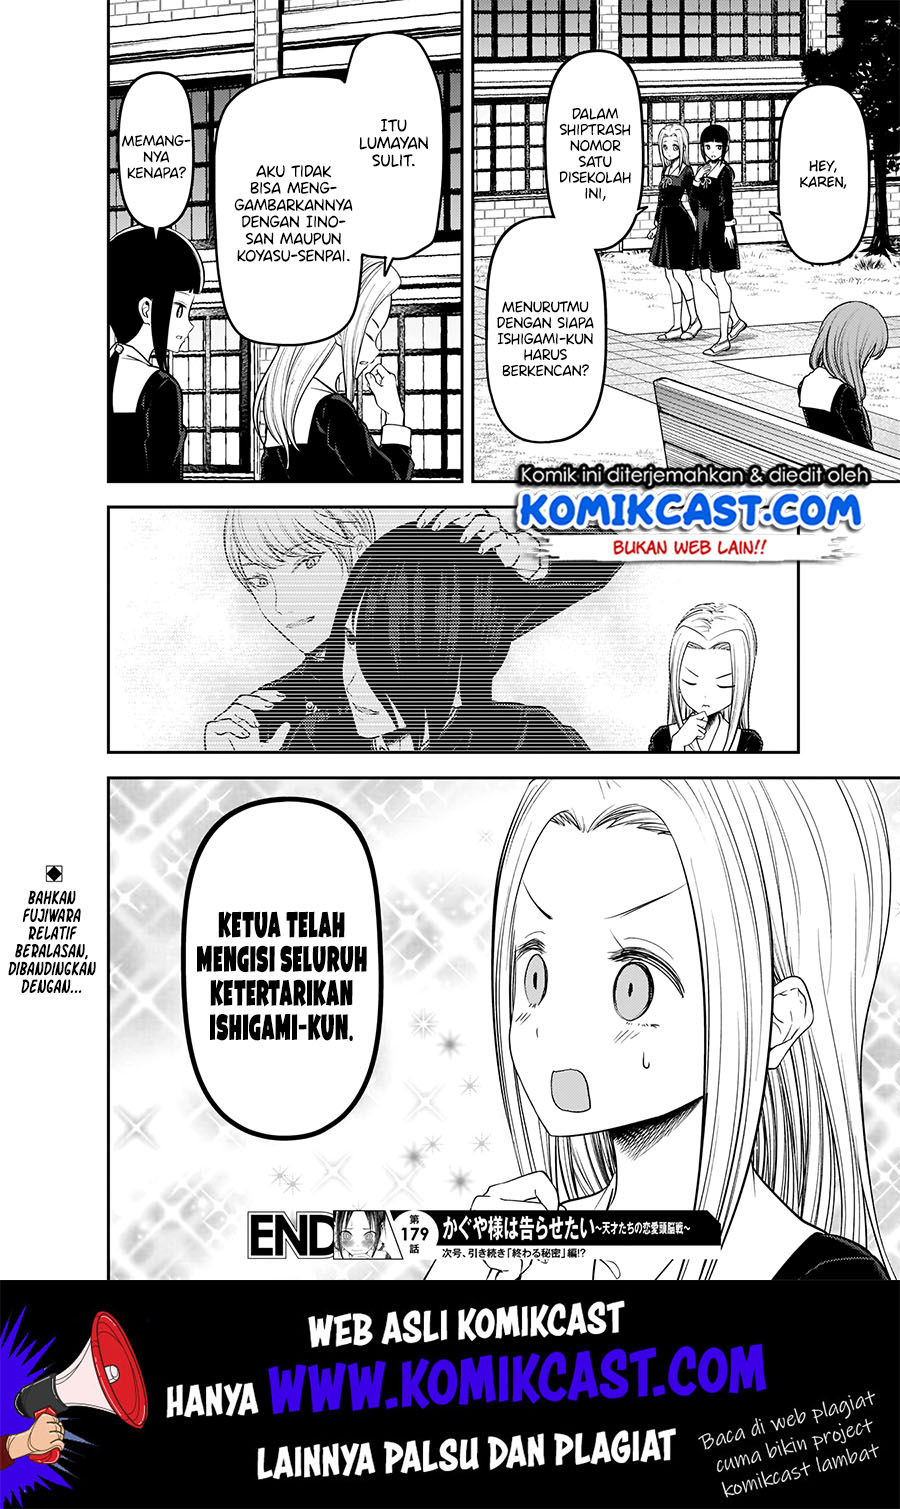 HEY,
KAREN,
DALAM
SHIPTRASH
NOMOR
SATU
DISEKOLAH
INI,
MENURUTMU
DENGAN SIAPA
ISHIGAMI-KUN
HARUS
BERKENCAN?
ITU
LUMAYAN
SULIT.
AKU TIDAK
BISA MENG-
GAMBARKANNYA
DENGAN IINO-
SAN MAUPUN
KOYASU-SENPAI.
MEMANG-
NYA
KENAPA?
Komik ini diterjemahkan & diedit oleh
KOMIKCAST.COM
BUKAN WEB LAIN!!
KETUA TELAH
MENGISI SELURUH
KETERTARIKAN
ISHIGAMI-KUN.
BAHKAN
FUJIWARA
RELATIF
BERALASAN,
DIBANDINGKAN
DENGAN...
END
第
179
話
かぐや様は告らせたい~天才たちの恋愛頭脳戦~
次号、引き続き「終わる秘密」編!?
WEB ASLI KOMIKCAST
HANYA WWW.KOMIKCAST.COM
LAINNYA PALSU DAN PLAGIAT
Baca di web plagiat
cuma bikin project
komikcast lambat